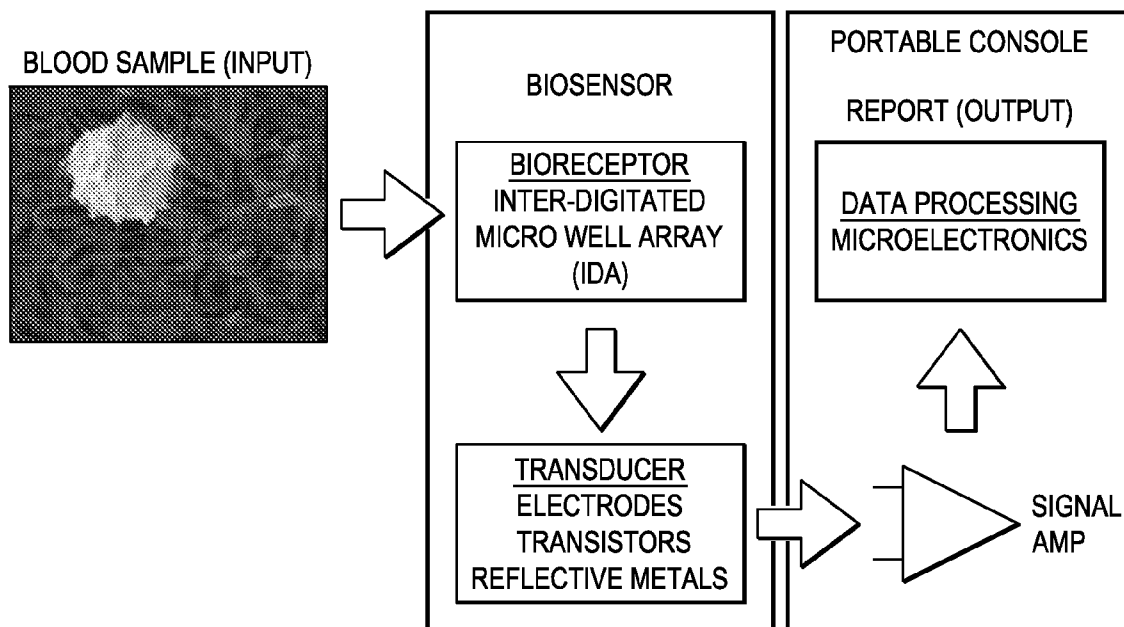 BLOOD SAMPLE (INPUT)
BIOSENSOR
BIORECEPTOR
INTER-DIGITATED
MICRO WELL ARRAY
(IDA)
TRANSDUCER
ELECTRODES
TRANSISTORS
REFLECTIVE METALS
PORTABLE CONSOLE
REPORT (OUTPUT)
DATA PROCESSING
MICROELECTRONICS
SIGNAL
AMP